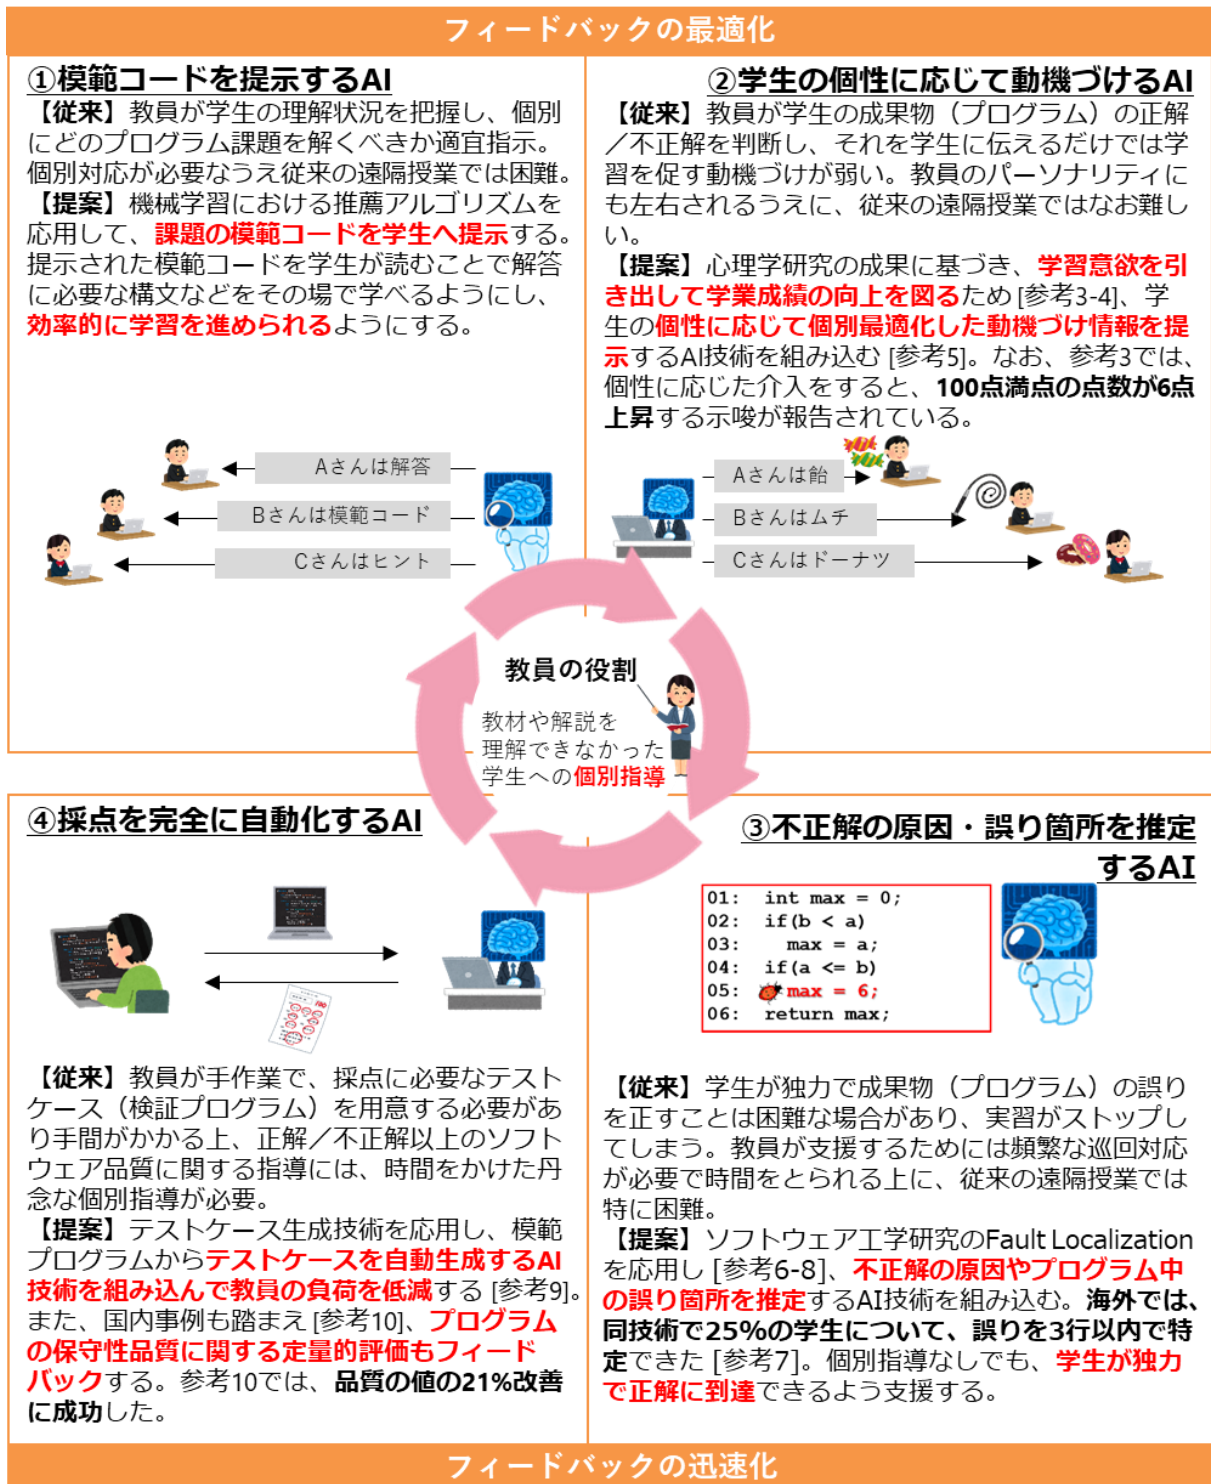 フィードバックの最適化
①模範コードを提示するAI
【従来】教員が学生の理解状況を把握し、個別
にどのプログラム課題を解くべきか適宜指示。
個別対応が必要なうえ従来の遠隔授業では困難。
【提案】機械学習における推薦アルゴリズムを
応用して、課題の模範コードを学生へ提示する。
提示された模範コードを学生が読むことで解答
に必要な構文などをその場で学べるようにし、
効率的に学習を進められるようにする。
Aさんは解答
Bさんは模範コード
Cさんはヒント
②学生の個性に応じて動機づけるAI
【従来】教員が学生の成果物（プログラム）の正解
／不正解を判断し、それを学生に伝えるだけでは学
習を促す動機づけが弱い。教員のパーソナリティに
も左右されるうえに、従来の遠隔授業ではなお難し
い。
【提案】心理学研究の成果に基づき、学習意欲を引
き出して学業成績の向上を図るため [参考3-4]、学
生の個性に応じて個別最適化した動機づけ情報を提
示するAI技術を組み込む [参考5]。なお、参考3では、
個性に応じた介入をすると、100点満点の点数が6点
上昇する示唆が報告されている。
Aさんは飴
Bさんはムチ
Cさんはドーナツ
教員の役割
教材や解説を
理解できなかった
学生への個別指導
④採点を完全に自動化するAI
【従来】教員が手作業で、採点に必要なテスト
ケース（検証プログラム）を用意する必要があ
り手間がかかる上、正解／不正解以上のソフト
ウェア品質に関する指導には、時間をかけた丹
念な個別指導が必要。
【提案】テストケース生成技術を応用し、模範
プログラムからテストケースを自動生成するAI
技術を組み込んで教員の負荷を低減する [参考9]。
また、国内事例も踏まえ [参考10]、プログラム
の保守性品質に関する定量的評価もフィード
バックする。参考10では、品質の値の21%改善
に成功した。
③不正解の原因・誤り箇所を推定
するAI
01: int max = 0;
02: if(b < a)
03: max = a;
04: if(a <= b)
05: max = 6;
06: return max;
【従来】学生が独力で成果物（プログラム）の誤り
を正すことは困難な場合があり、実習がストップし
てしまう。教員が支援するためには頻繁な巡回対応
が必要で時間をとられる上に、従来の遠隔授業では
特に困難。
【提案】ソフトウェア工学研究のFault Localization
を応用し [参考6-8]、不正解の原因やプログラム中
の誤り箇所を推定するAI技術を組み込む。海外では、
同技術で25%の学生について、誤りを3行以内で特
定できた [参考7]。個別指導なしでも、学生が独力
で正解に到達できるよう支援する。
フィードバックの迅速化